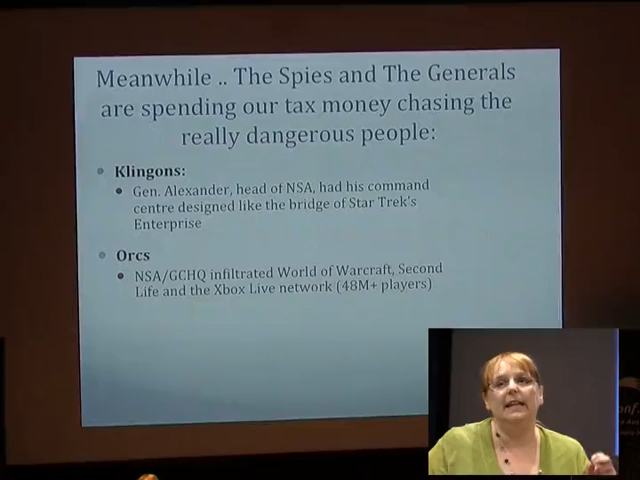 Meanwhile .. The Spies and The Generals
are spending our tax money chasing the
really dangerous people:
Klingons:
Gen. Alexander, head of NSA, had his command
centre designed like the bridge of Star Trek's
Enterprise
Orcs
NSA/GCHQ infiltrated World of Warcraft, Second
Life and the Xbox Live network (48M+ players)